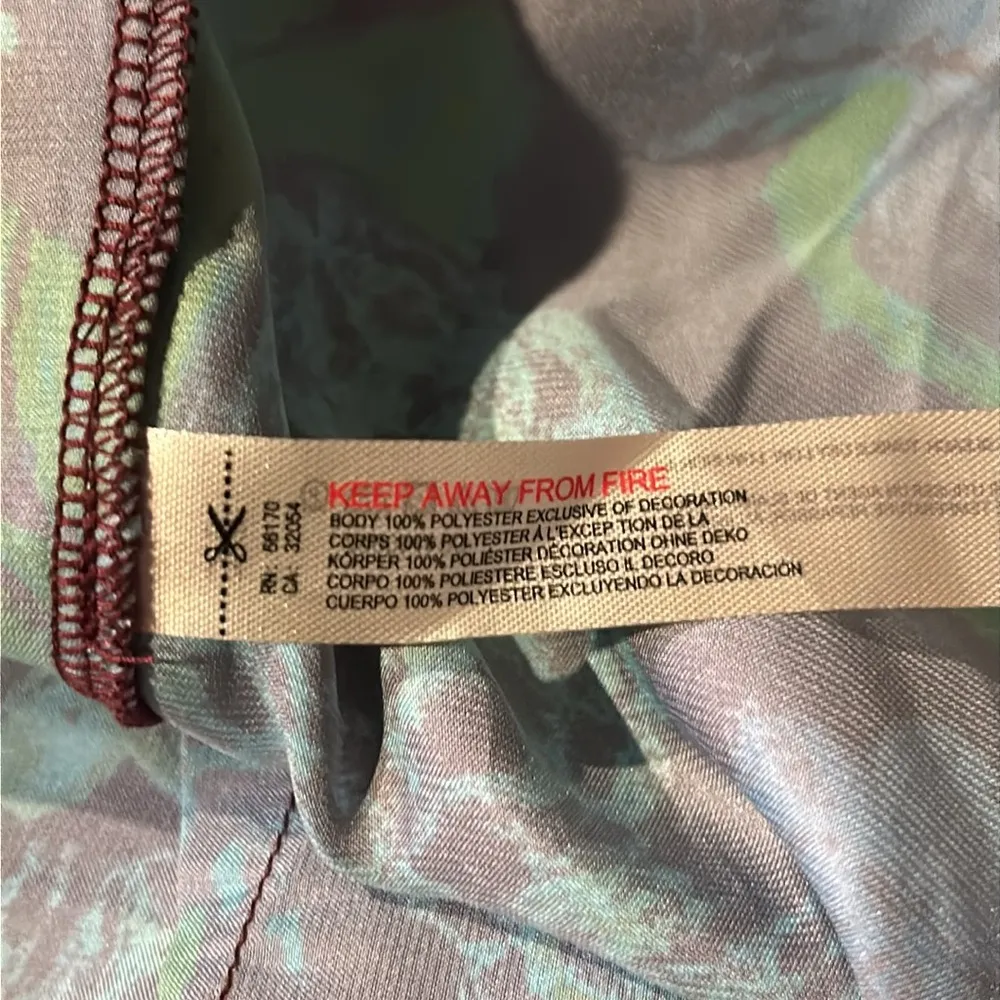 KEEP AWAY FROM FIRE
BODY 100% POLYESTER EXCLUSIVE OF DECORATION
CORPS 100% POLYESTER À L'EXCEP TION DE LA
KÖRPER 100% POLIÉSTER DÉCORATION OHNE DEKO
CORPO 100% POLIESTERE ESCLUSO IL DECORO
CUERPO 100% POLYESTER EXCLUYENDO LA DECORACIÓN
RN: 56170
CA: 32054